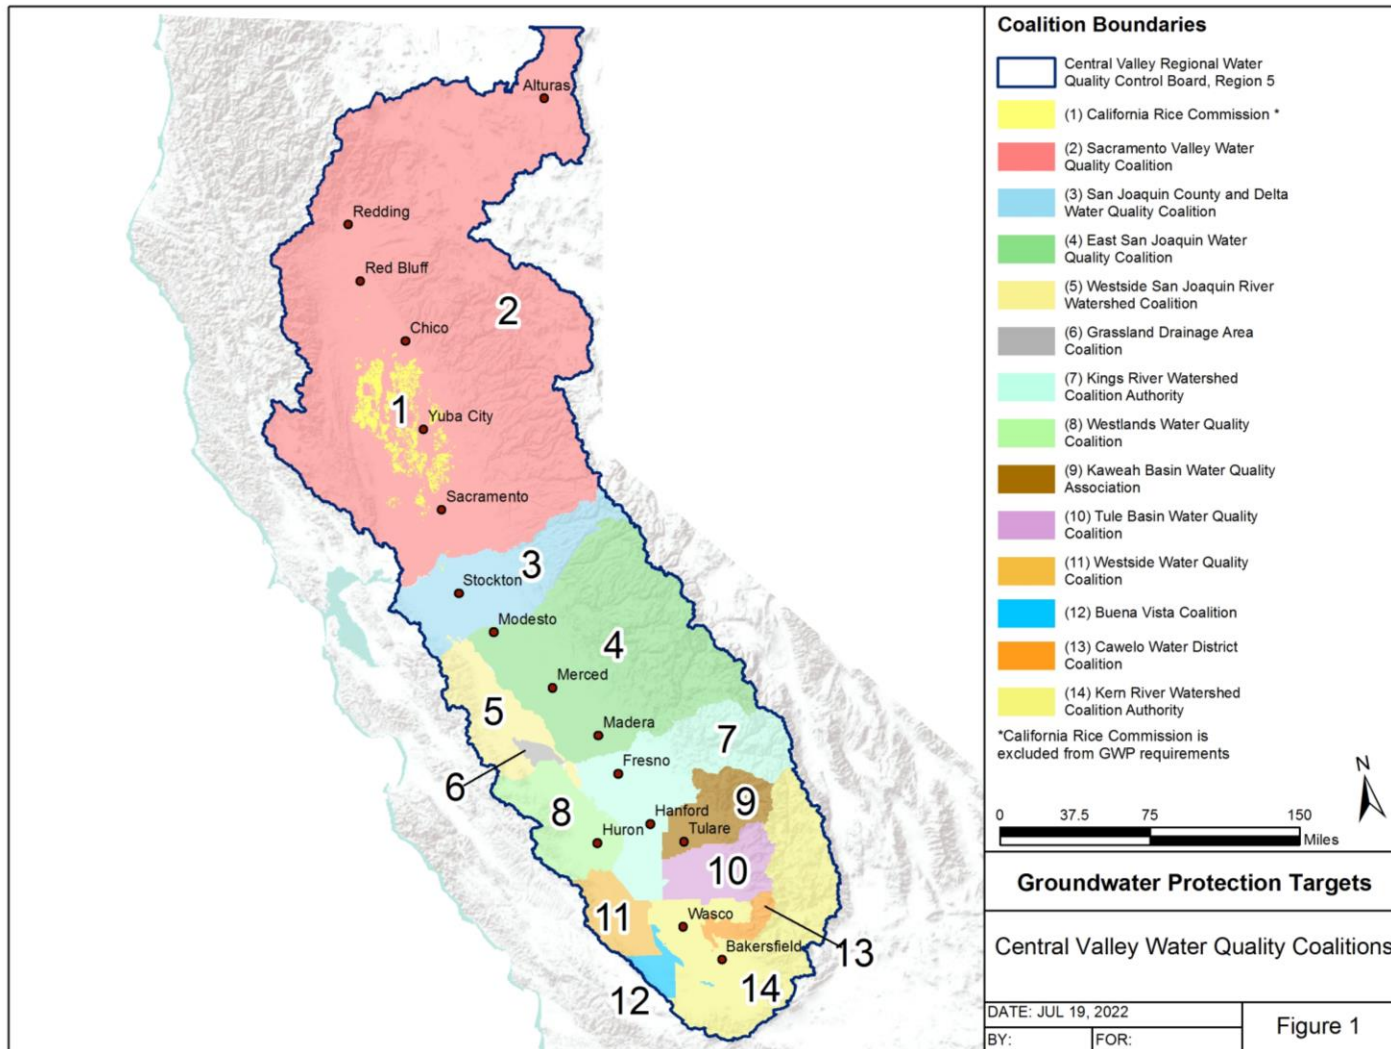 Alturas
Redding
Red Bluff
2
Chico
1
Yuba City
Sacramento
3
Stockton
Modesto
4
Merced
5
Madera
7
Fresno
6
8
Hanford
9
Huron
Tulare
10
11
Wasco
Bakersfield
13
14
12
Coalition Boundaries
Central Valley Regional Water
Quality Control Board, Region 5
(1) California Rice Commission *
(2) Sacramento Valley Water
Quality Coalition
(3) San Joaquin County and Delta
Water Quality Coalition
(4) East San Joaquin Water
Quality Coalition
(5) Westside San Joaquin River
Watershed Coalition
(6) Grassland Drainage Area
Coalition
(7) Kings River Watershed
Coalition Authority
(8) Westlands Water Quality
Coalition
(9) Kaweah Basin Water Quality
Association
(10) Tule Basin Water Quality
Coalition
(11) Westside Water Quality
Coalition
(12) Buena Vista Coalition
(13) Cawelo Water District
Coalition
(14) Kern River Watershed
Coalition Authority
*California Rice Commission is
excluded from GWP requirements
N
0 37.5 75 150
Miles
Groundwater Protection Targets
Central Valley Water Quality Coalitions
DATE: JUL 19, 2022
BY: FOR:
Figure 1